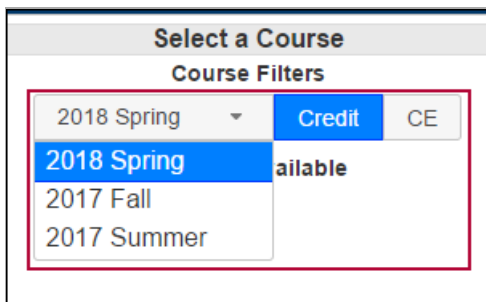 Select a Course
Course Filters
2018 Spring Credit CE
2018 Spring
ailable
2017 Fall
2017 Summer